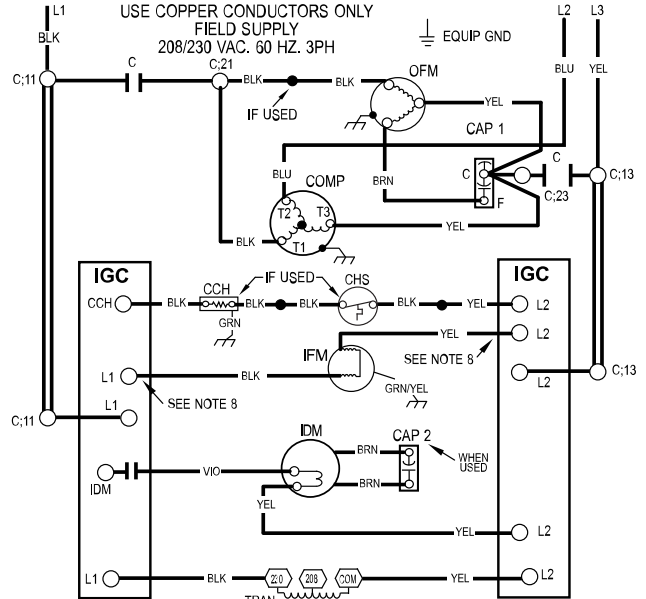 L1
USE COPPER CONDUCTORS ONLY
FIELD SUPPLY
208/230 VAC. 60 HZ. 3PH
EQUIP GND
L2
L3
BLK
BLU
YEL
C;11
C
C;21
BLK
IF USED
BLK
OFM
YEL
CAP 1
C
C;23
C;13
C
F
BLU
COMP
BRN
T2
T3
T1
YEL
BLK
IGC
IGC
CCH
BLK
CCH
BLK
IF USED
BLK
CHS
BLK
YEL
L2
GRN
YEL
L2
IFM
SEE NOTE 8
L1
BLK
GRN/YEL
L2
C;13
SEE NOTE 8
L1
C;11
IDM
BRN
CAP 2
WHEN
USED
IDM
VIO
BRN
YEL
YEL
L2
L1
BLK
220
208
COM
YEL
L2
TRAN